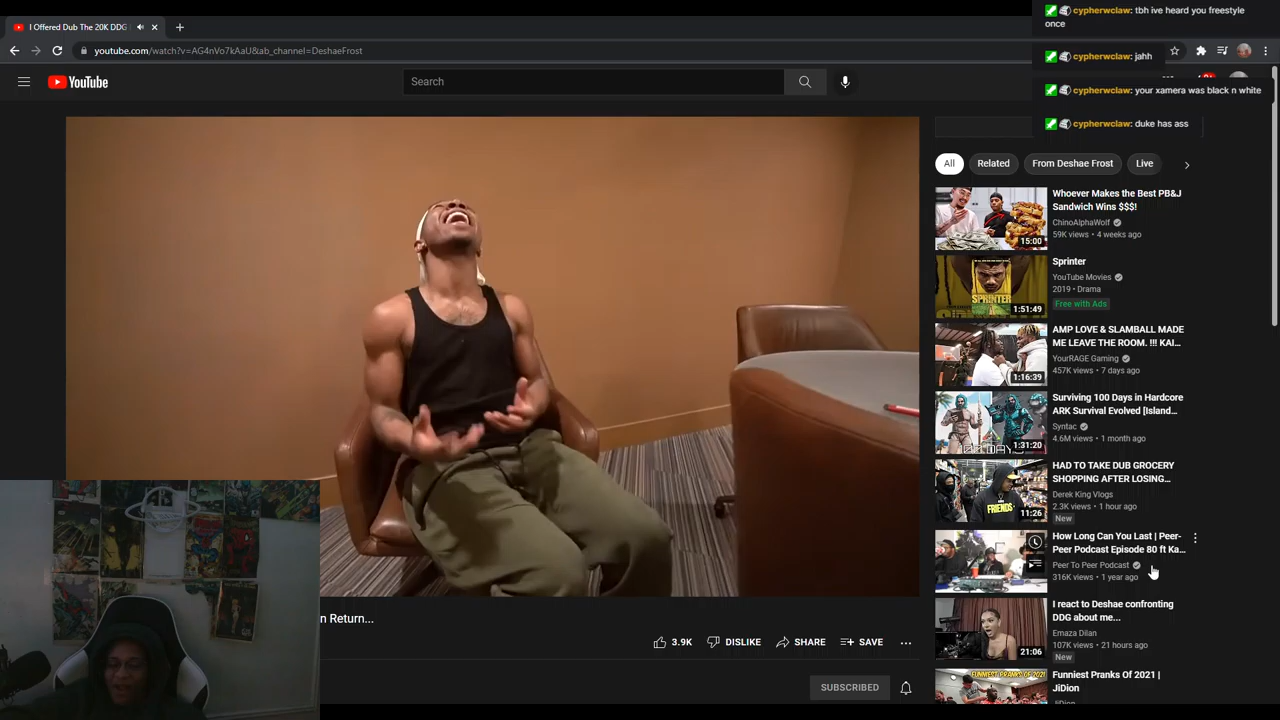 I Offered Dub The 20K DDG
youtube.com/watch?v=AG4nVo7kAaU&ab_channel=DeshaeFrost
cypherwclaw: tbh ive heard you freestyle
once
cypherwclaw: jahh
cypherwclaw: your xamera was black n white
cypherwclaw: duke has ass
YouTube
Search
All
Related
From Deshae Frost
Live
Whoever Makes the Best PB&J
Sandwich Wins $$$!
ChinoAlphaWolf
59K views • 4 weeks ago
15:00
Sprinter
YouTube Movies
2019 • Drama
Free with Ads
SPRINTER
1:51:49
AMP LOVE & SLAMBALL MADE
ME LEAVE THE ROOM. !!! KAI...
YourRAGE Gaming
457K views • 7 days ago
1:16:39
Surviving 100 Days in Hardcore
ARK Survival Evolved [Island...
Syntac
4.6M views • 1 month ago
100 DAYS
1:31:20
HAD TO TAKE DUB GROCERY
SHOPPING AFTER LOSING...
Derek King Vlogs
2.3K views • 1 hour ago
New
FRIENDS
11:26
How Long Can You Last | Peer-
Peer Podcast Episode 80 ft Ka...
Peer To Peer Podcast
316K views • 1 year ago
I react to Deshae confronting
DDG about me...
Emaza Dilan
107K views • 21 hours ago
New
21:06
Funniest Pranks Of 2021 |
JiDion
JiDion
FUNNIEST PRANKS OF 2021
n Return...
3.9K
DISLIKE
SHARE
SAVE
SUBSCRIBED